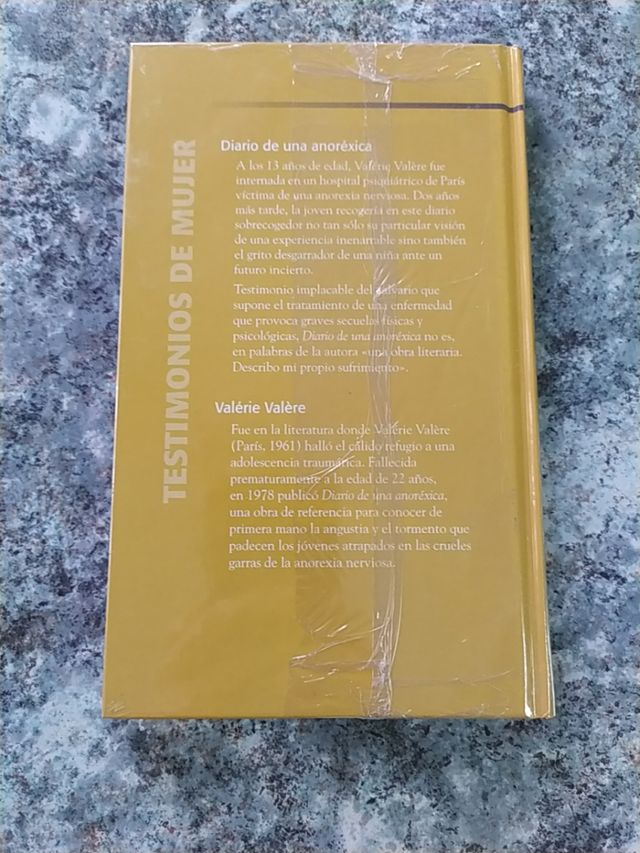 TESTIMONIOS DE MUJER
Diario de una anoréxica
A los 13 años de edad, Valérie Valère fue
internada en un hospital psiquiátrico de París
víctima de una anorexia nerviosa. Dos años
más tarde, la joven recogería en este diario
sobrecogedor no tan sólo su particular visión
de una experiencia inenarrable sino también
el grito desgarrador de una niña ante un
futuro incierto.
Testimonio implacable del calvario que
supone el tratamiento de una enfermedad
que provoca graves secuelas físicas y
psicológicas, Diario de una anoréxica no es,
en palabras de la autora «una obra literaria.
Describo mi propio sufrimiento».
Valérie Valère
Fue en la literatura donde Valérie Valère
(París, 1961) halló el cálido refugio a una
adolescencia traumática. Fallecida
prematuramente a la edad de 22 años,
en 1978 publicó Diario de una anoréxica,
una obra de referencia para conocer de
primera mano la angustia y el tormento que
padecen los jóvenes atrapados en las crueles
garras de la anorexia nerviosa.